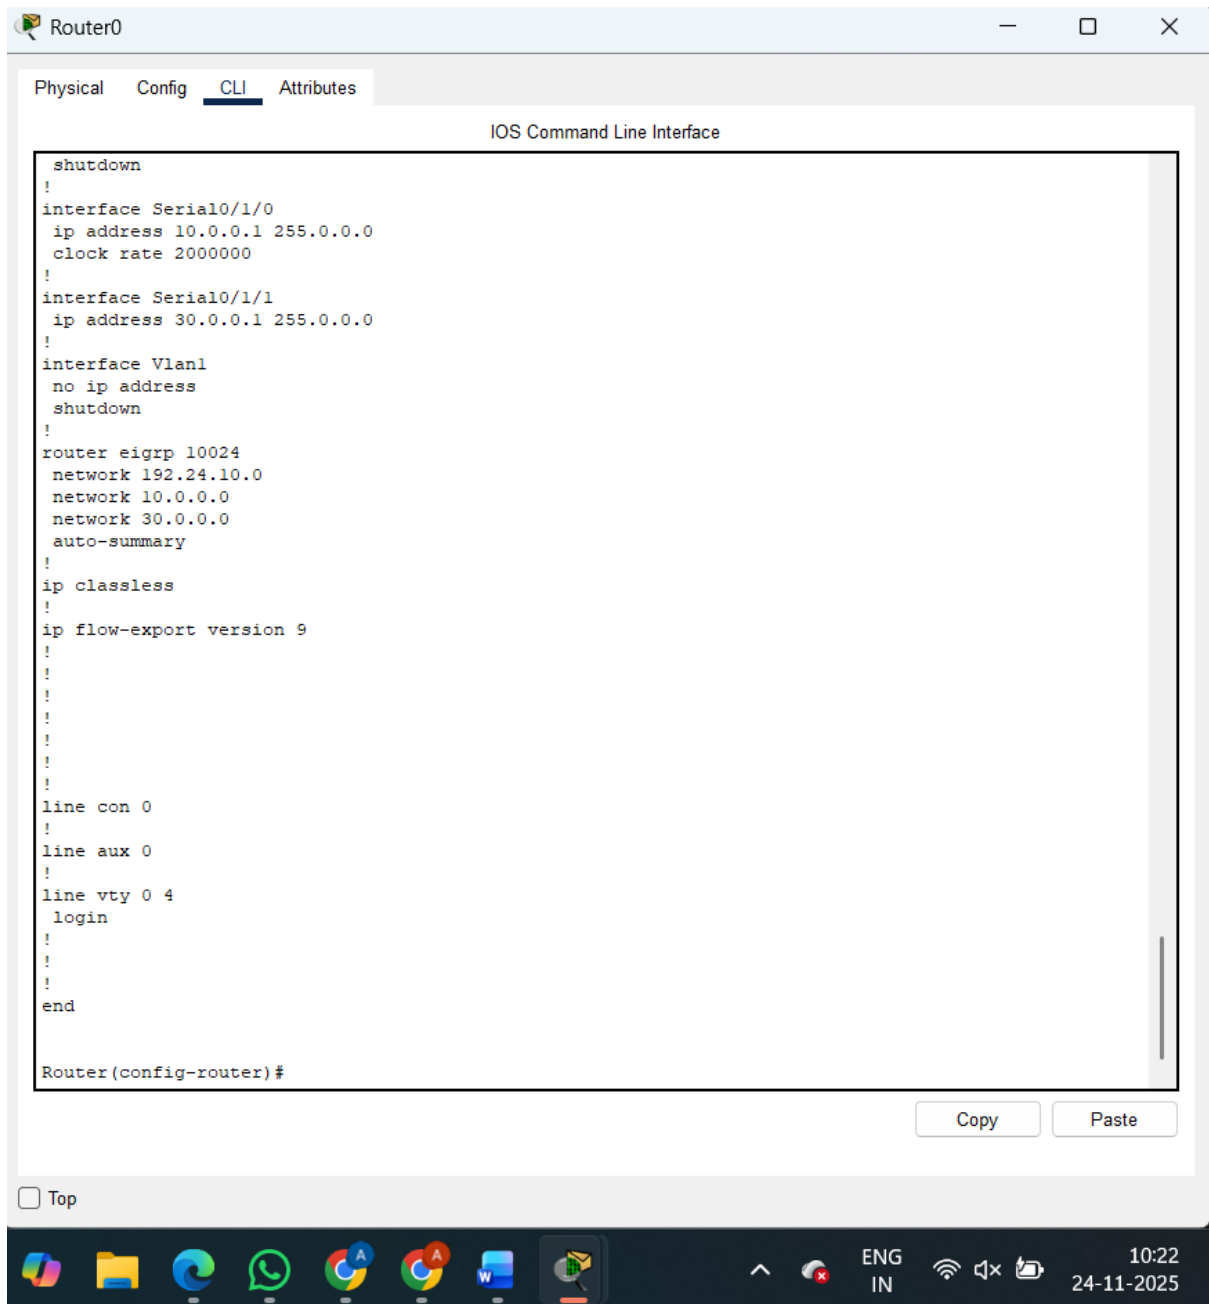 Router0
Physical Config CLI Attributes
IOS Command Line Interface
shutdown
!
interface Serial0/1/0
ip address 10.0.0.1 255.0.0.0
clock rate 2000000
!
interface Serial0/1/1
ip address 30.0.0.1 255.0.0.0
!
interface Vlan1
no ip address
shutdown
!
router eigrp 10024
network 192.24.10.0
network 10.0.0.0
network 30.0.0.0
auto-summary
!
ip classless
!
ip flow-export version 9
!
!
!
!
!
!
!
line con 0
!
line aux 0
!
line vty 0 4
login
!
!
!
end
Router(config-router)#
Copy Paste
Top
A A W ENG 10:22
IN 24-11-2025